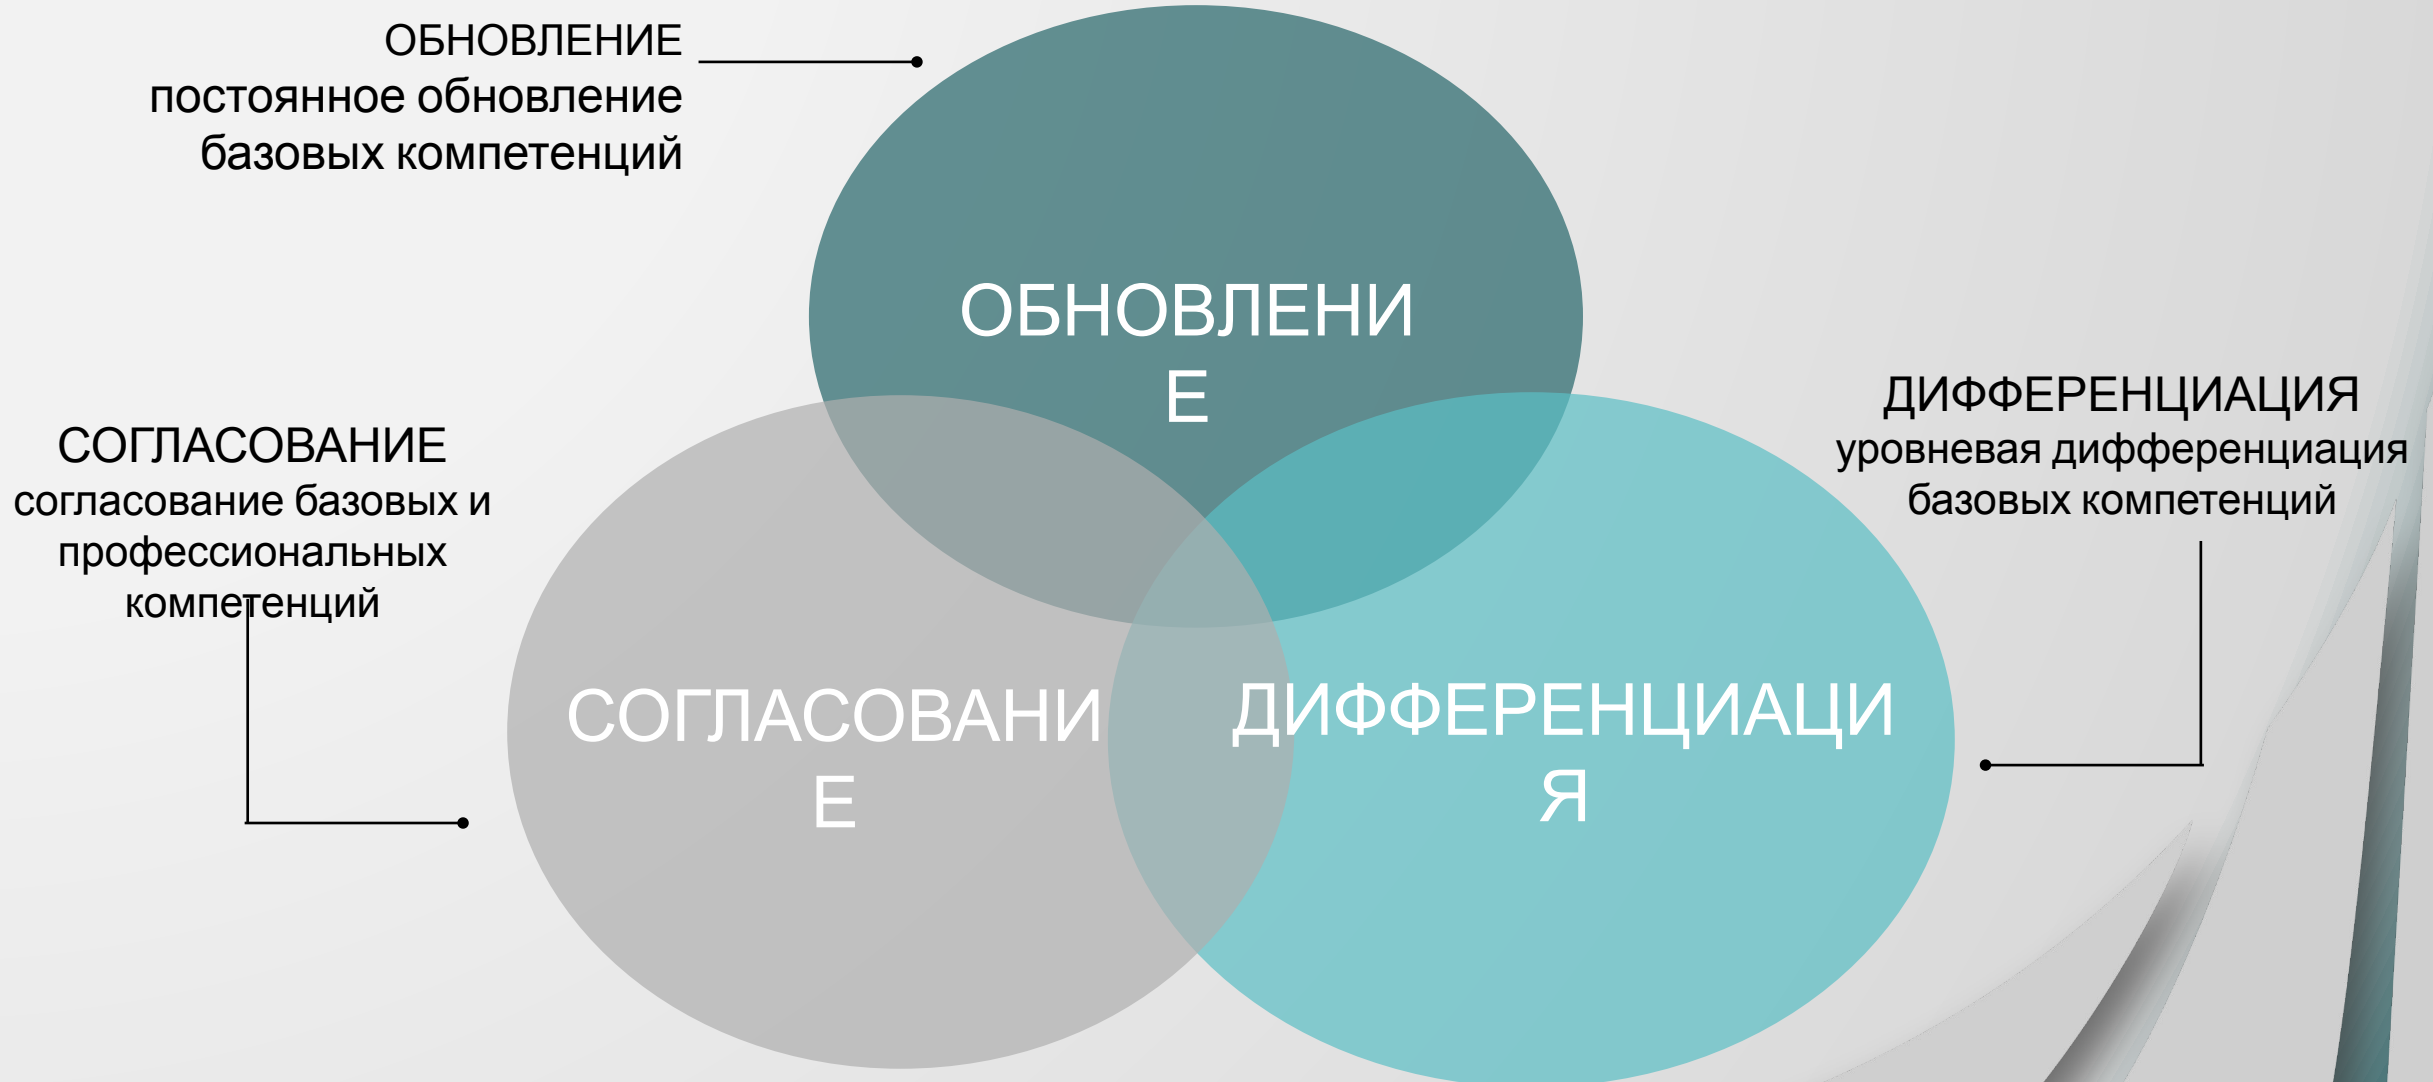 ОБНОВЛЕНИЕ
постоянное обновление
базовых компетенций
ОБНОВЛЕНИ
Е
СОГЛАСОВАНИЕ
согласование базовых и
профессиональных
компетенций
ДИФФЕРЕНЦИАЦИЯ
уровневая дифференциация
базовых компетенций
СОГЛАСОВАНИ
Е
ДИФФЕРЕНЦИАЦИ
Я